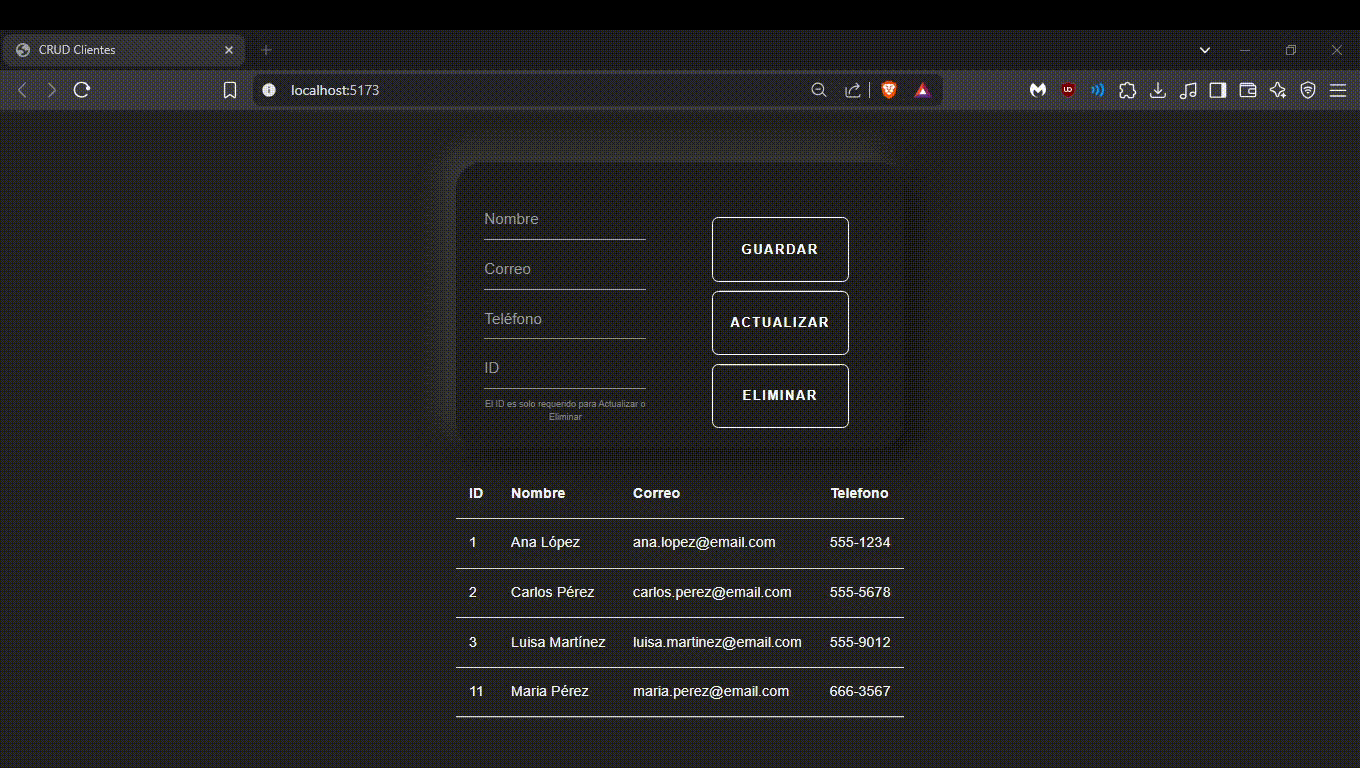 CRUD Clientes
localhost:5173
Nombre
GUARDAR
Correo
Teléfono
ACTUALIZAR
ID
ELIMINAR
El ID es solo requerido para Actualizar o
Eliminar
ID Nombre Correo Telefono
1 Ana López ana.lopez@email.com 555-1234
2 Carlos Pérez carlos.perez@email.com 555-5678
3 Luisa Martínez luisa.martinez@email.com 555-9012
11 Maria Pérez maria.perez@email.com 666-3567